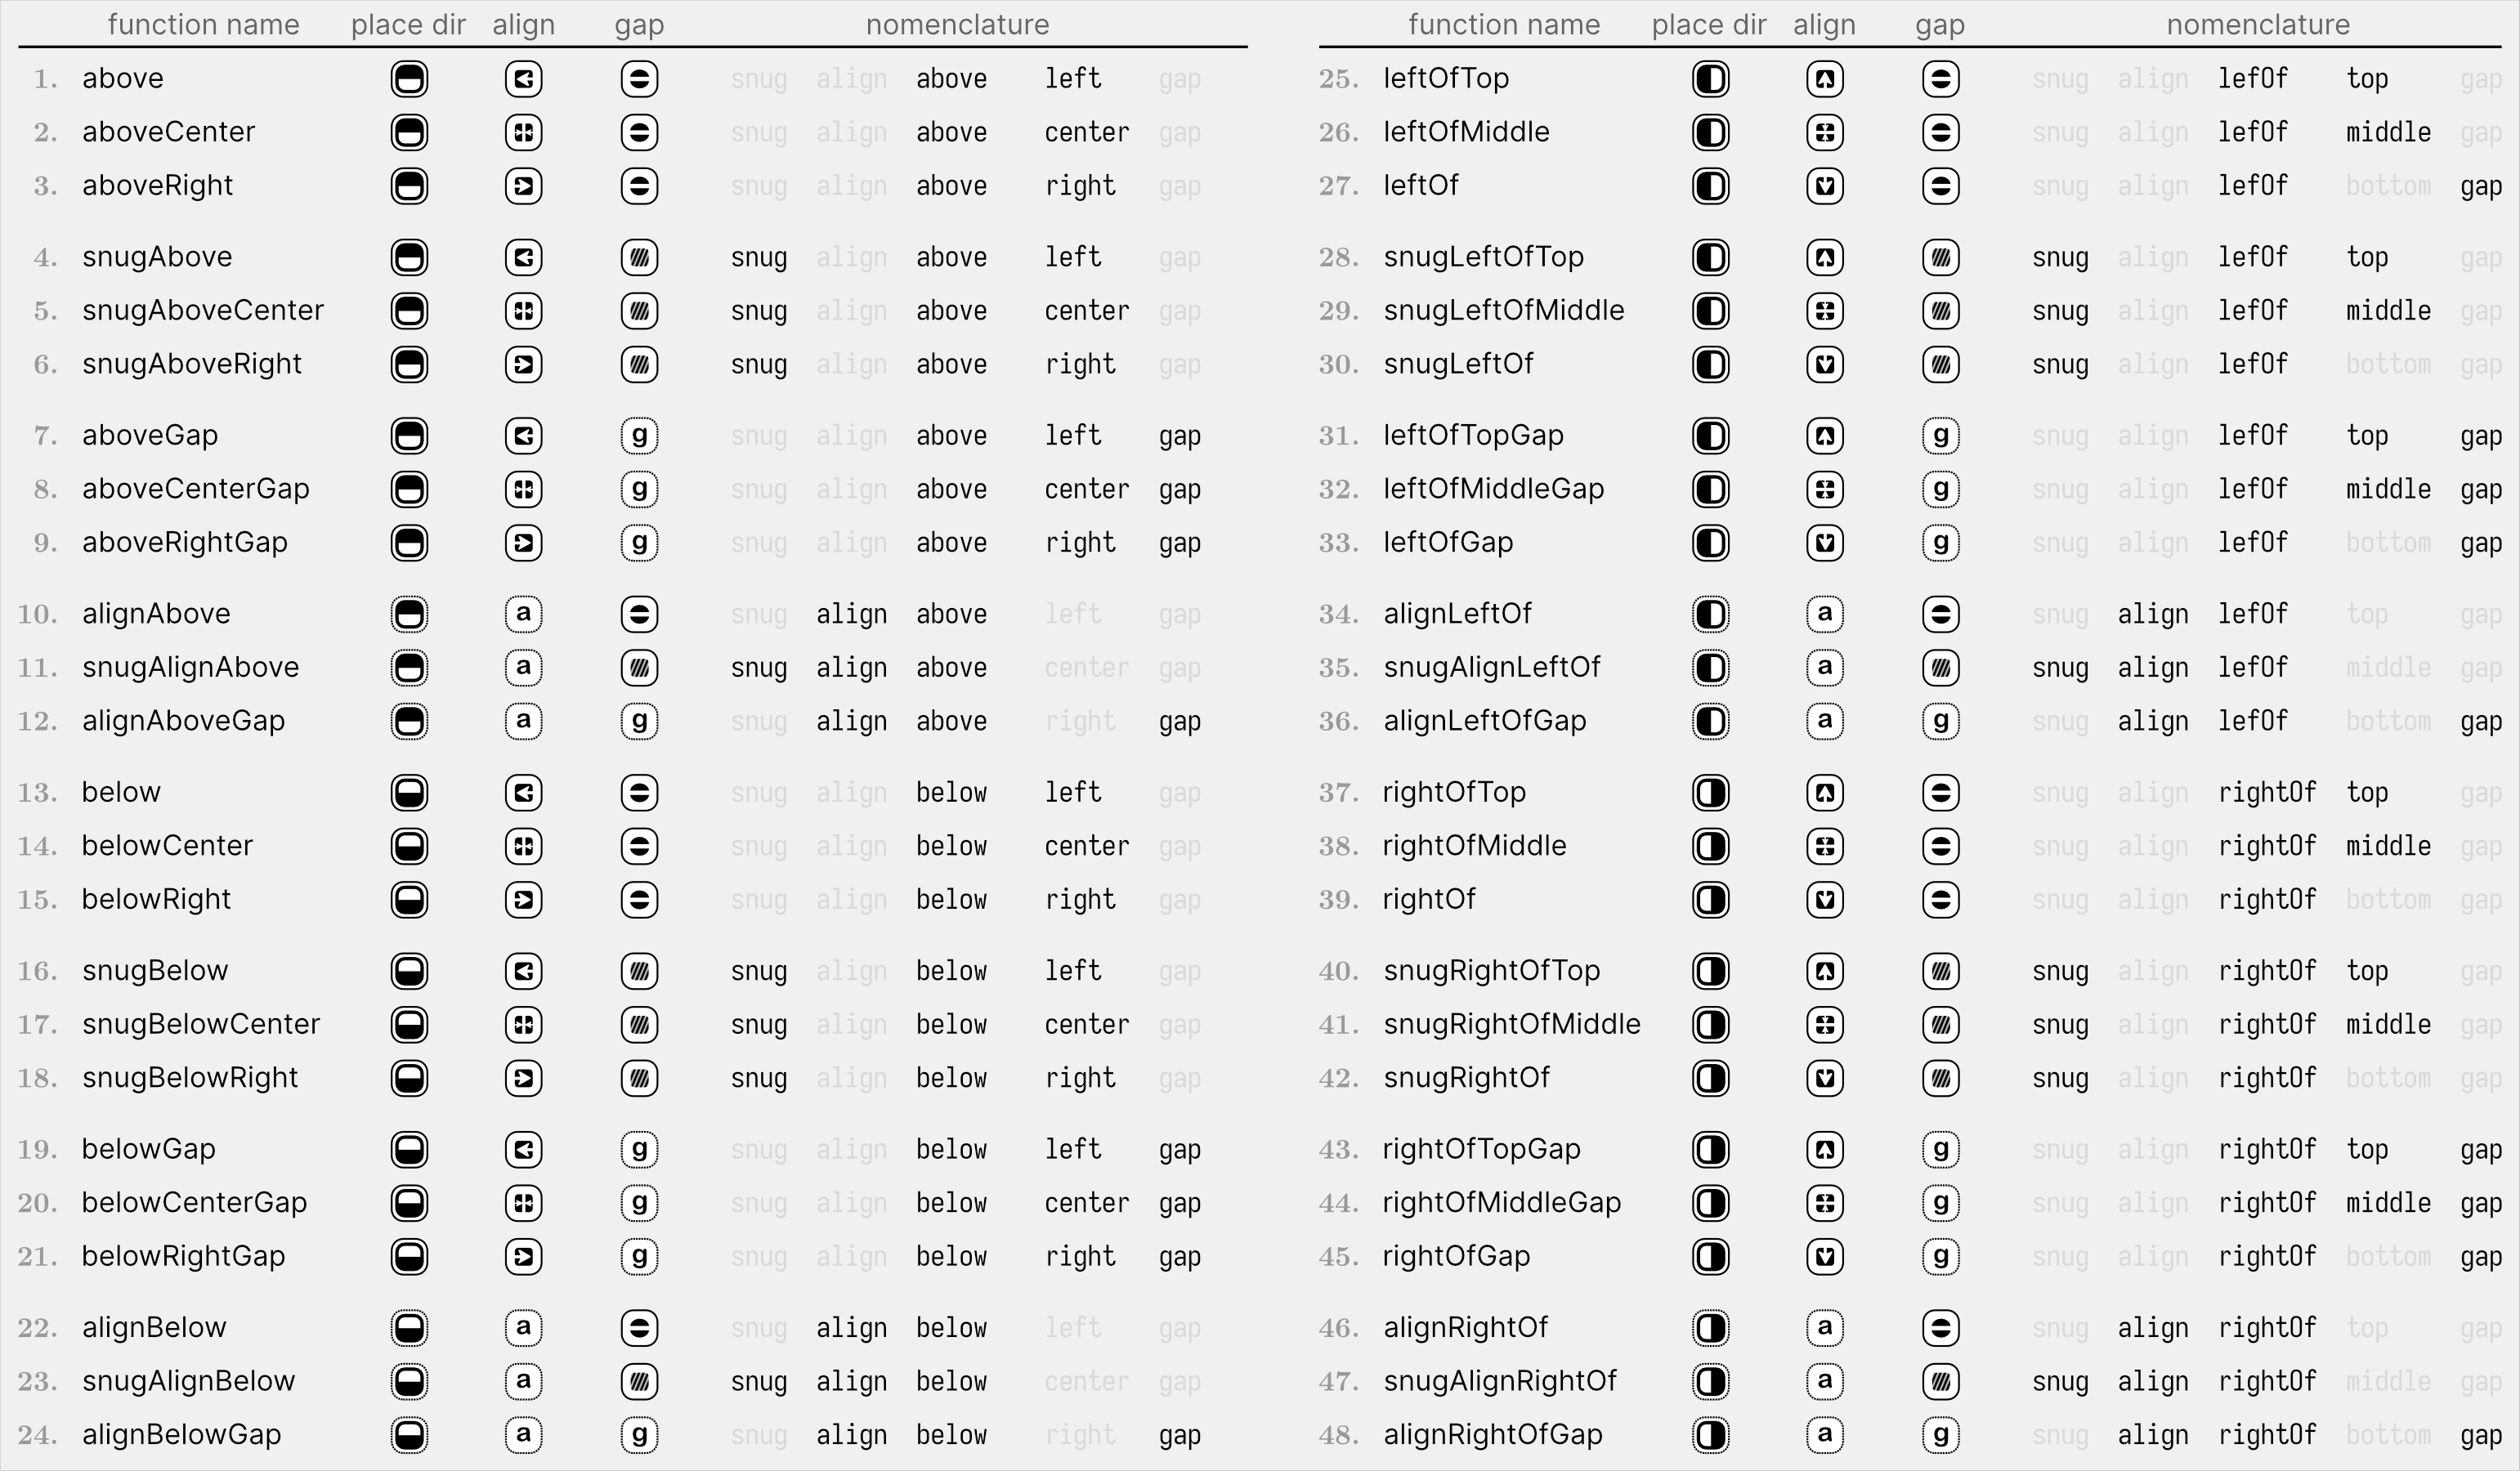 function name place dir align gap nomenclature
1. above snug align above left gap
2. aboveCenter snug align above center gap
3. aboveRight snug align above right gap
4. snugAbove snug align above left gap
5. snugAboveCenter snug align above center gap
6. snugAboveRight snug align above right gap
7. aboveGap g snug align above left gap
8. aboveCenterGap g snug align above center gap
9. aboveRightGap g snug align above right gap
10. alignAbove a snug align above left gap
11. snugAlignAbove a snug align above center gap
12. alignAboveGap a g snug align above right gap
13. below snug align below left gap
14. belowCenter snug align below center gap
15. belowRight snug align below right gap
16. snugBelow snug align below left gap
17. snugBelowCenter snug align below center gap
18. snugBelowRight snug align below right gap
19. belowGap g snug align below left gap
20. belowCenterGap g snug align below center gap
21. belowRightGap g snug align below right gap
22. alignBelow a snug align below left gap
23. snugAlignBelow a snug align below center gap
24. alignBelowGap a g snug align below right gap
function name place dir align gap nomenclature
25. leftOfTop snug align lefOf top gap
26. leftOfMiddle snug align lefOf middle gap
27. leftOf snug align lefOf bottom gap
28. snugLeftOfTop snug align lefOf top gap
29. snugLeftOfMiddle snug align lefOf middle gap
30. snugLeftOf snug align lefOf bottom gap
31. leftOfTopGap g snug align lefOf top gap
32. leftOfMiddleGap g snug align lefOf middle gap
33. leftOfGap g snug align lefOf bottom gap
34. alignLeftOf a snug align lefOf top gap
35. snugAlignLeftOf a snug align lefOf middle gap
36. alignLeftOfGap a g snug align lefOf bottom gap
37. rightOfTop snug align rightOf top gap
38. rightOfMiddle snug align rightOf middle gap
39. rightOf snug align rightOf bottom gap
40. snugRightOfTop snug align rightOf top gap
41. snugRightOfMiddle snug align rightOf middle gap
42. snugRightOf snug align rightOf bottom gap
43. rightOfTopGap g snug align rightOf top gap
44. rightOfMiddleGap g snug align rightOf middle gap
45. rightOfGap g snug align rightOf bottom gap
46. alignRightOf a snug align rightOf top gap
47. snugAlignRightOf a snug align rightOf middle gap
48. alignRightOfGap a g snug align rightOf bottom gap